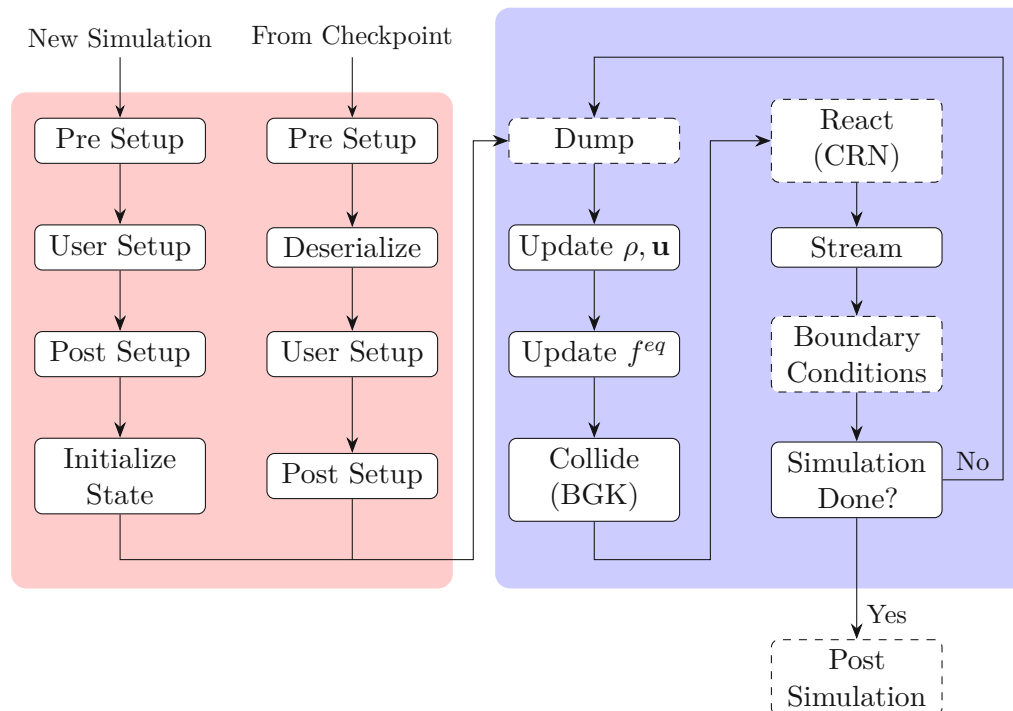 New Simulation
From Checkpoint
Pre Setup
User Setup
Post Setup
Initialize
State
Pre Setup
Deserialize
User Setup
Post Setup
Dump
Update ρ, u
Update f^{eq}
Collide
(BGK)
React
(CRN)
Stream
Boundary
Conditions
Simulation
Done?
No
Yes
Post
Simulation